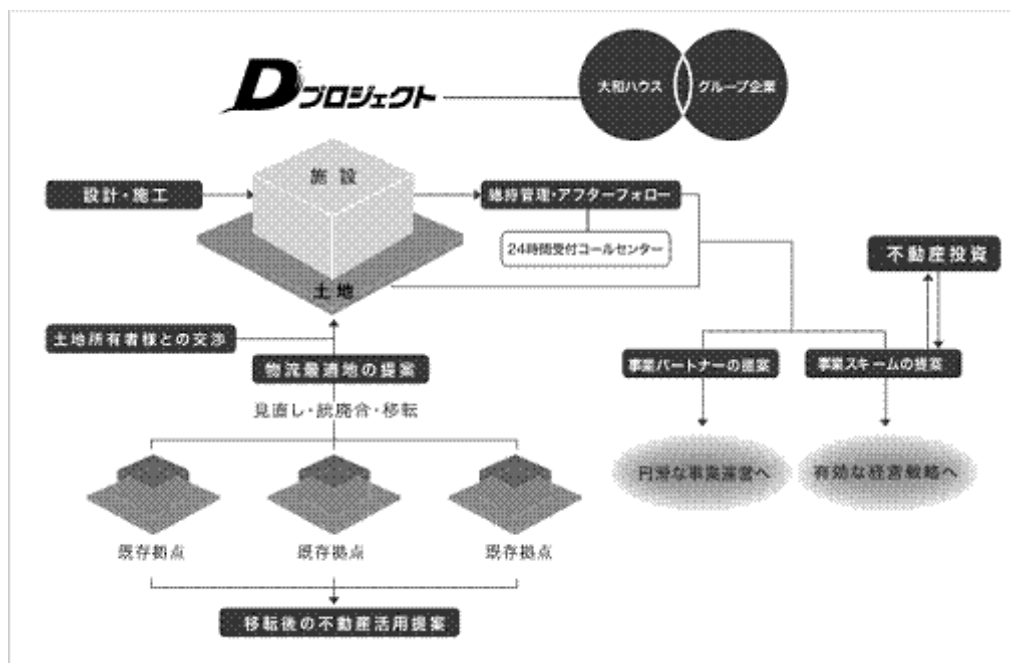 Dプロジェクト
大和ハウス
グループ企業
施設
設計・施工
維持管理・アフターフォロー
24時間受付コールセンター
不動産投資
土地
土地所有者様との交渉
物流最適地の提案
事業パートナーの提案
事業スキームの提案
見直し・統廃合・移転
円滑な事業運営へ
有効な経営戦略へ
既存拠点
既存拠点
既存拠点
移転後の不動産活用提案